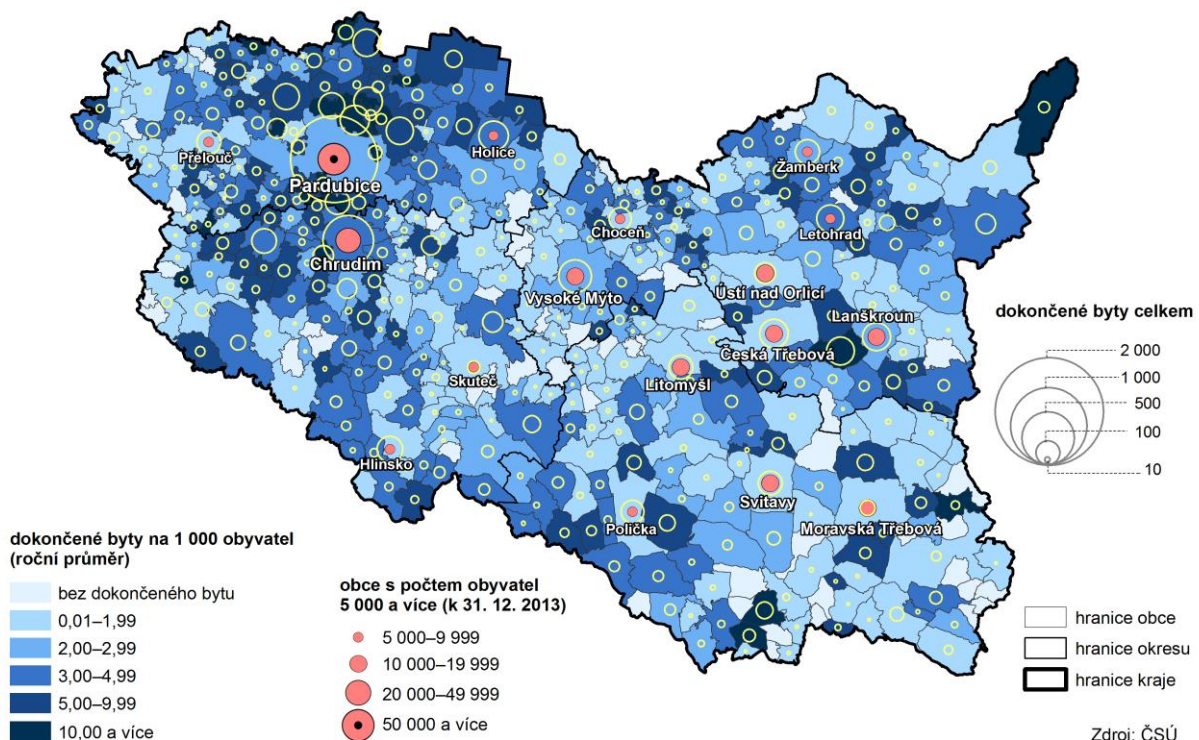 Přelouč
Pardubice
Holice
Chrudim
Choceň
Vysoké Mýto
Žamberk
Letohrad
Ústí nad Orlicí
Lanškroun
Česká Třebová
Litomyšl
Skuteč
Hlinsko
Polička
Svitavy
Moravská Třebová
dokončené byty celkem
2 000
1 000
500
100
10
dokončené byty na 1 000 obyvatel
(roční průměr)
bez dokončeného bytu
0,01–1,99
2,00–2,99
3,00–4,99
5,00–9,99
10,00 a více
obce s počtem obyvatel
5 000 a více (k 31. 12. 2013)
5 000–9 999
10 000–19 999
20 000–49 999
50 000 a více
hranice obce
hranice okresu
hranice kraje
Zdroj: ČSÚ